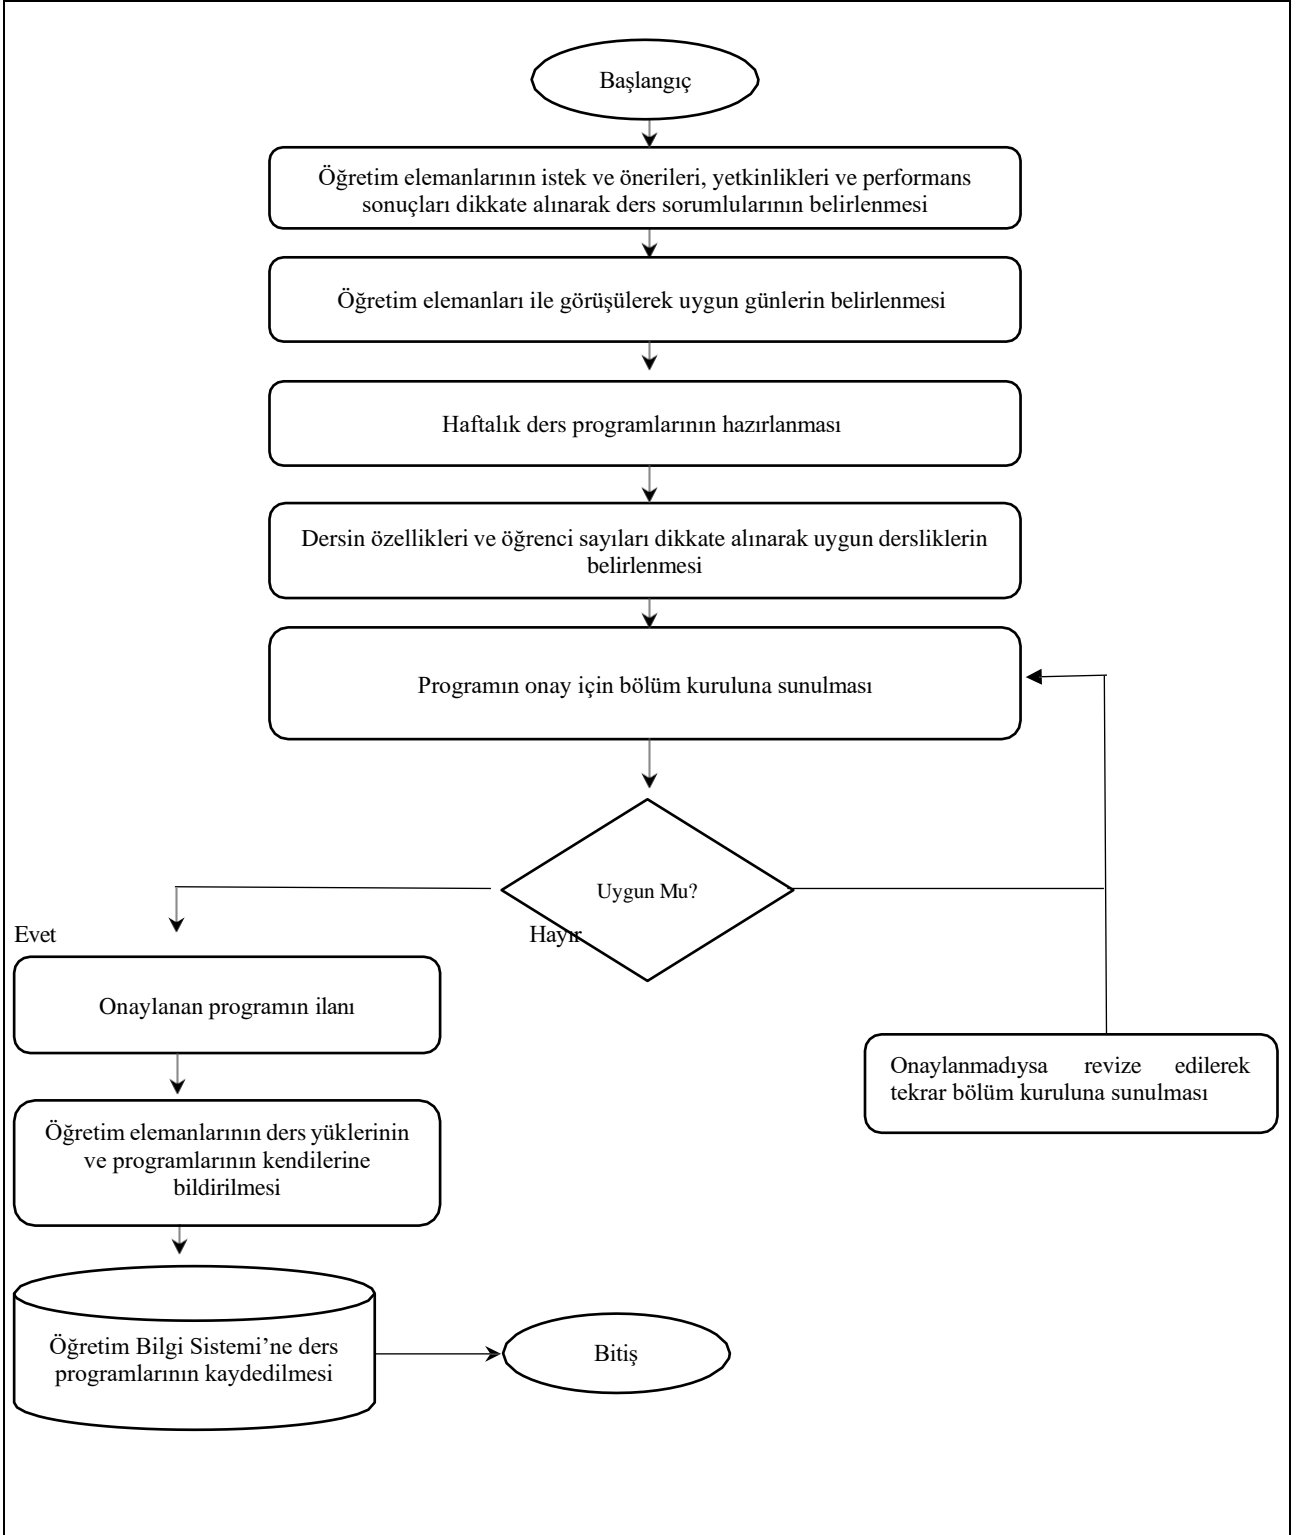 Başlangıç
Öğretim elemanlarının istek ve önerileri, yetkinlikleri ve performans
sonuçları dikkate alınarak ders sorumlularının belirlenmesi
Öğretim elemanları ile görüşülerek uygun günlerin belirlenmesi
Haftalık ders programlarının hazırlanması
Dersin özellikleri ve öğrenci sayıları dikkate alınarak uygun dersliklerin
belirlenmesi
Programın onay için bölüm kuruluna sunulması
Uygun Mu?
Evet
Hayır
Onaylanan programın ilanı
Onaylanmadıysa revize edilerek
tekrar bölüm kuruluna sunulması
Öğretim elemanlarının ders yüklerinin
ve programlarının kendilerine
bildirilmesi
Öğretim Bilgi Sistemi’ne ders
programlarının kaydedilmesi
Bitiş